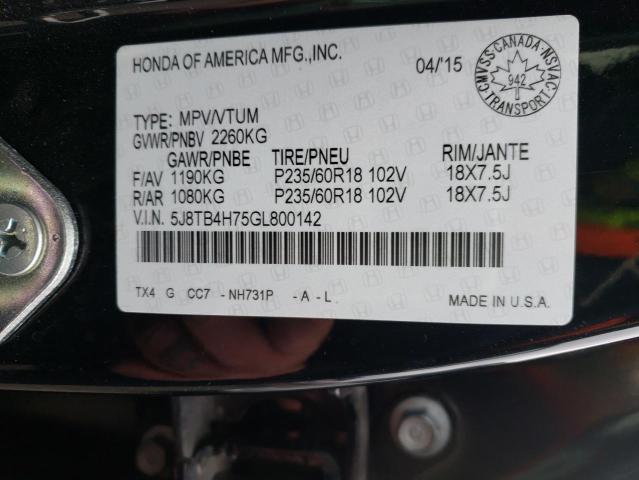 HONDA OF AMERICA MFG.,INC.
04/'15
CMVSS-CANADA-NSVAC
942
TRANSPORT
TYPE: MPV/VTUM
GVWR/PNBV 2260KG
GAWR/PNBE TIRE/PNEU RIM/JANTE
F/AV 1190KG P235/60R18 102V 18X7.5J
R/AR 1080KG P235/60R18 102V 18X7.5J
V.I.N. 5J8TB4H75GL800142
TX4 G CC7 - NH731P - A - L
MADE IN U.S.A.